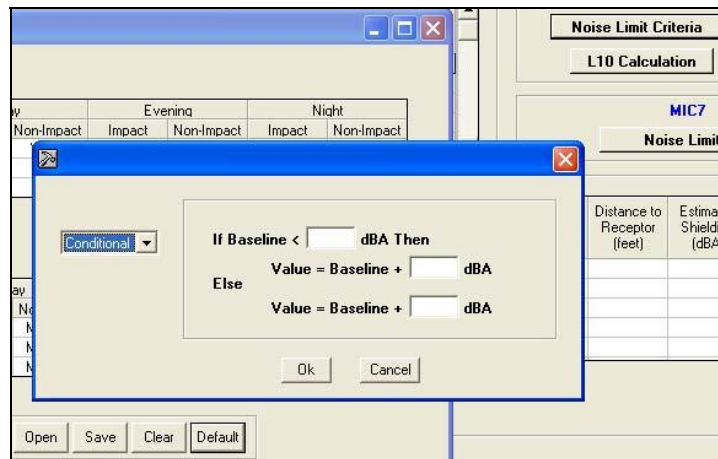 Noise Limit Criteria
L10 Calculation
Evening
Night
Non-Impact
Impact
Non-Impact
Impact
Non-Impact
MIC7
Conditional
If Baseline < dBA Then
Value = Baseline + dBA
Else
Value = Baseline + dBA
Ok
Cancel
Distance to
Receptor
(feet)
(dBA
Open
Save
Clear
Default